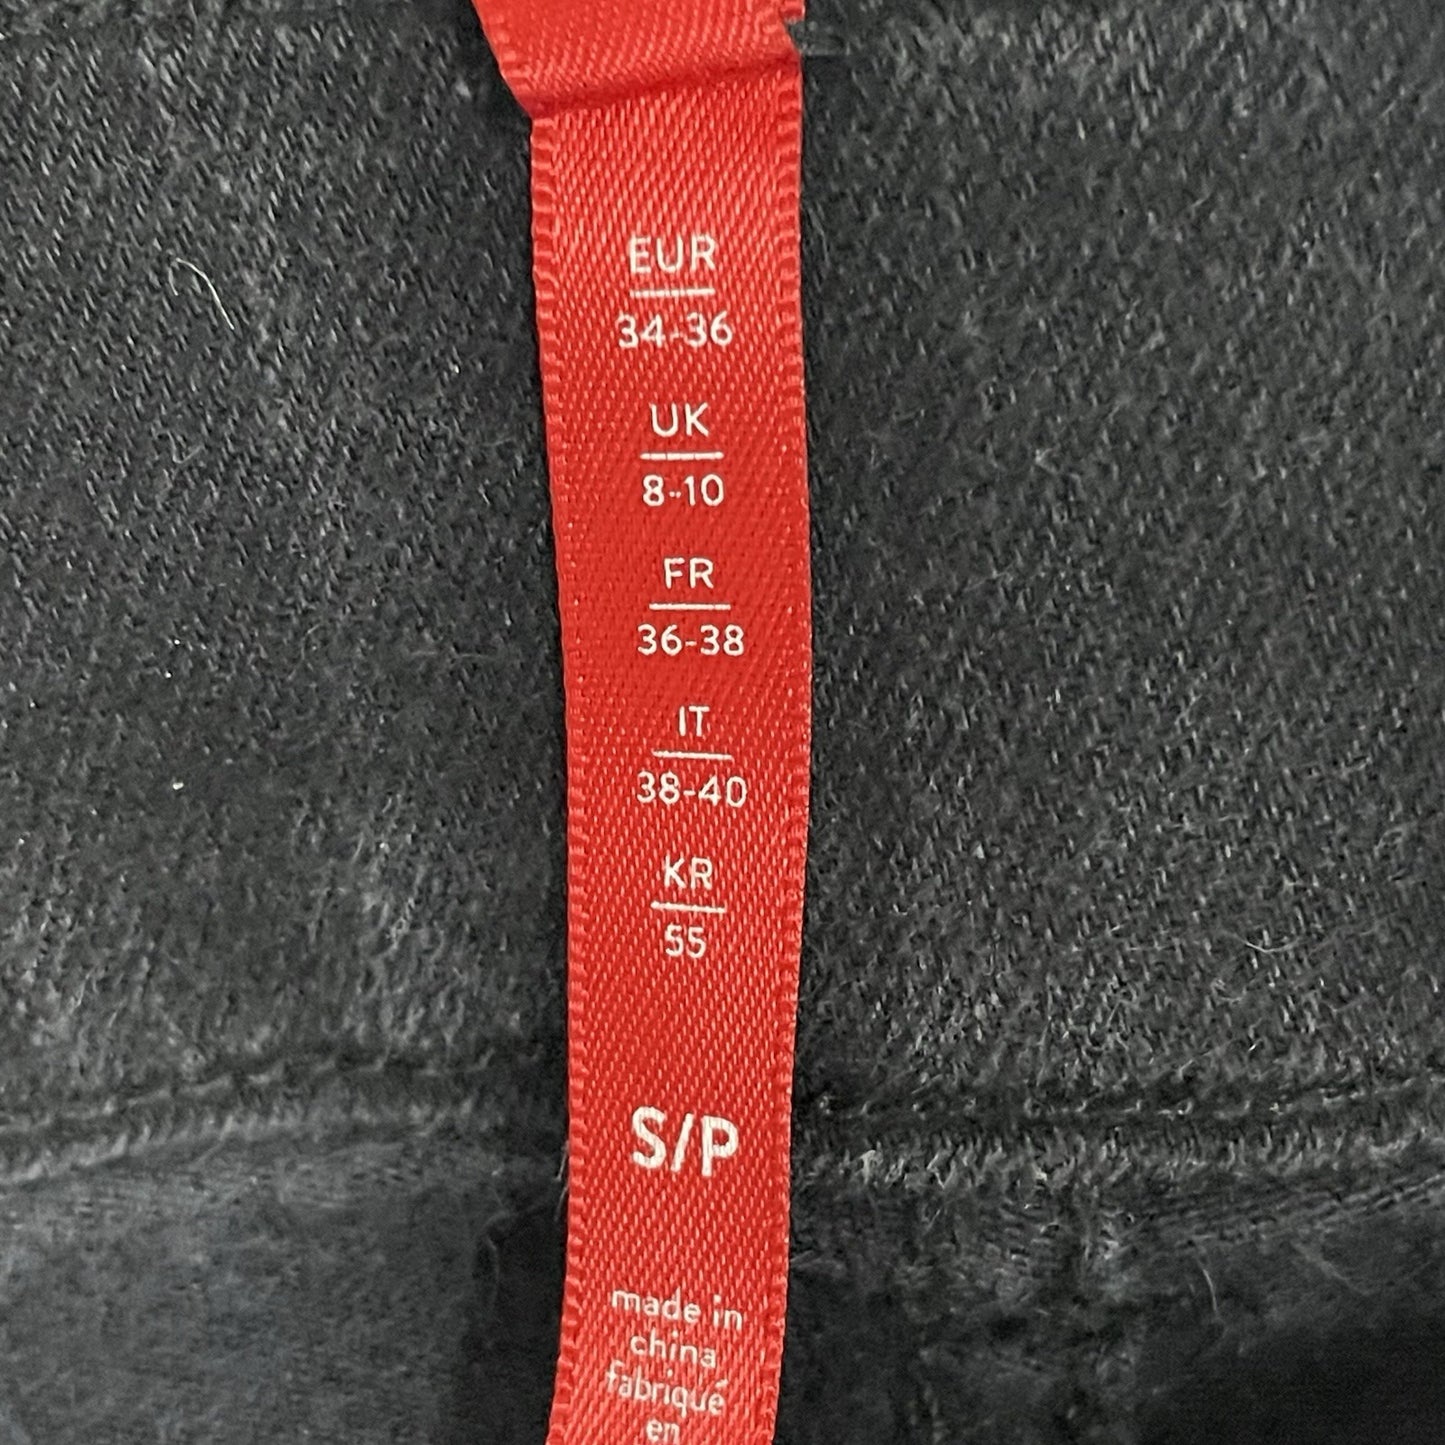 EUR
34-36
UK
8-10
FR
36-38
IT
38-40
KR
55
S/P
made in
china
fabriqué
en